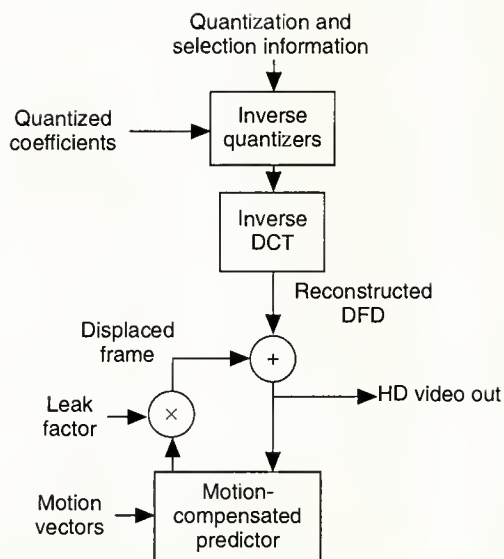 Quantization and
selection information
Quantized
coefficients
Inverse
quantizers
Inverse
DCT
Reconstructed
DFD
Displaced
frame
+
HD video out
Leak
factor
×
Motion
vectors
Motion-
compensated
predictor